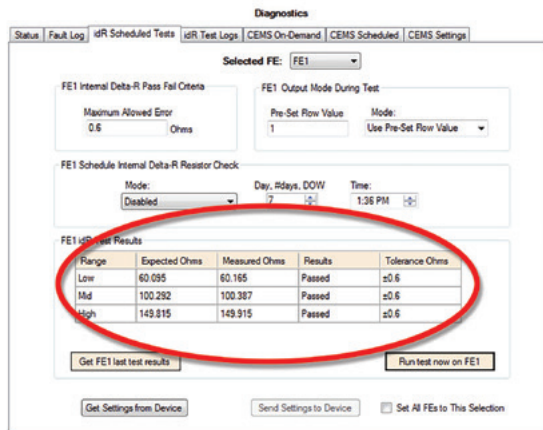 Diagnostics
Status Fault Log idR Scheduled Tests idR Test Logs CEMS On-Demand CEMS Scheduled CEMS Settings
Selected FE: FE1
FE1 Internal Delta-R Pass Fail Criteria
FE1 Output Mode During Test
Maximum Allowed Error
Pre-Set Row Value Mode:
0.6 Ohms
1 Use Pre-Set Row Value
FE1 Schedule Internal Delta-R Resistor Check
Mode: Day, #days, DOW Time:
Disabled 7 1:36 PM
FE1 idR Test Results
Range Expected Ohms Measured Ohms Results Tolerance Ohms
Low 60.095 60.165 Passed ±0.6
Mid 100.292 100.387 Passed ±0.6
High 149.815 149.915 Passed ±0.6
Get FE1 last test results Run test now on FE1
Get Settings from Device Send Settings to Device Set All FEs to This Selection